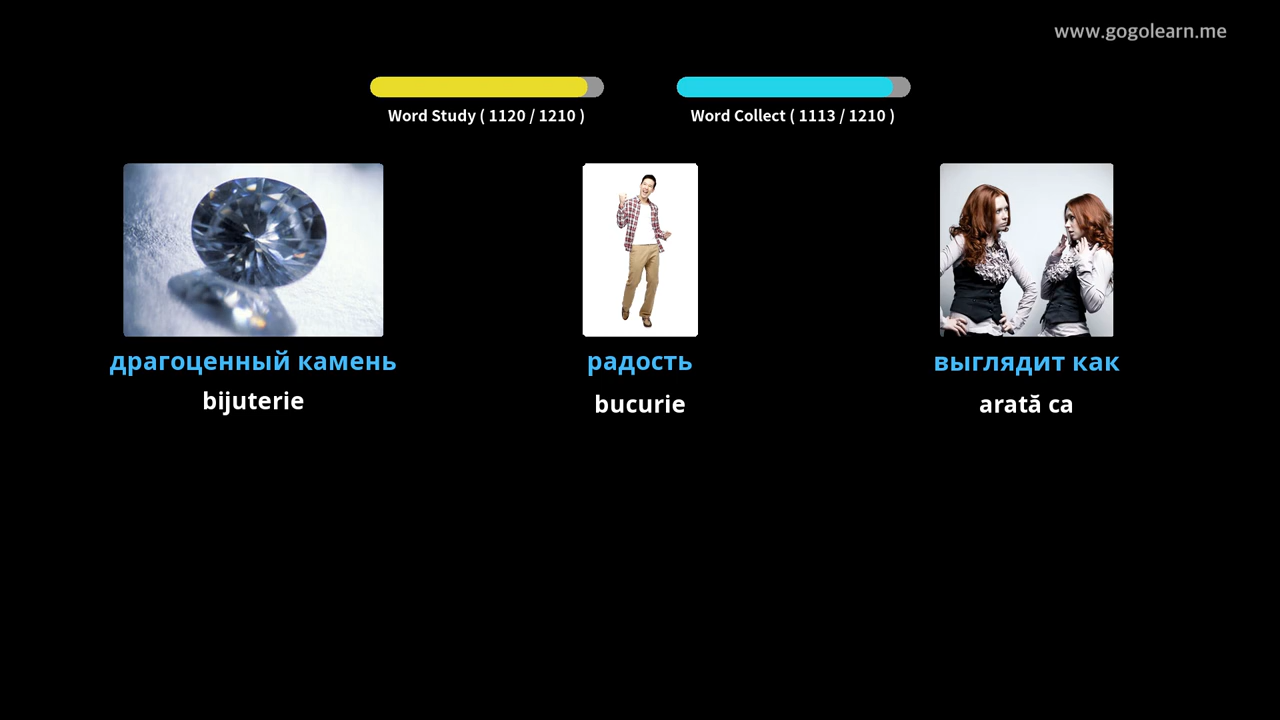 www.gogolearn.me
Word Study ( 1120 / 1210 )
Word Collect ( 1113 / 1210 )
драгоценный камень
bijuterie
радость
bucurie
выглядит как
arată ca